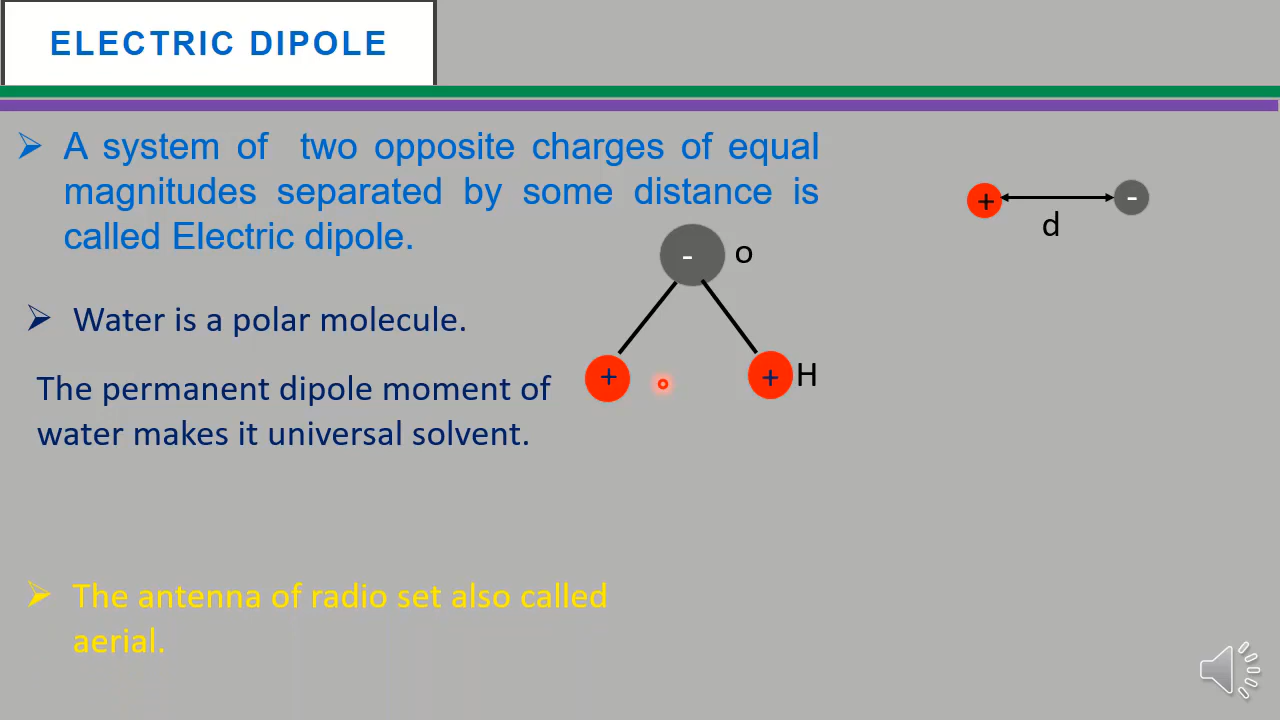 ELECTRIC DIPOLE
A system of two opposite charges of equal
magnitudes separated by some distance is
called Electric dipole.
+
-
d
-
o
Water is a polar molecule.
+
+
H
The permanent dipole moment of
water makes it universal solvent.
The antenna of radio set also called
aerial.